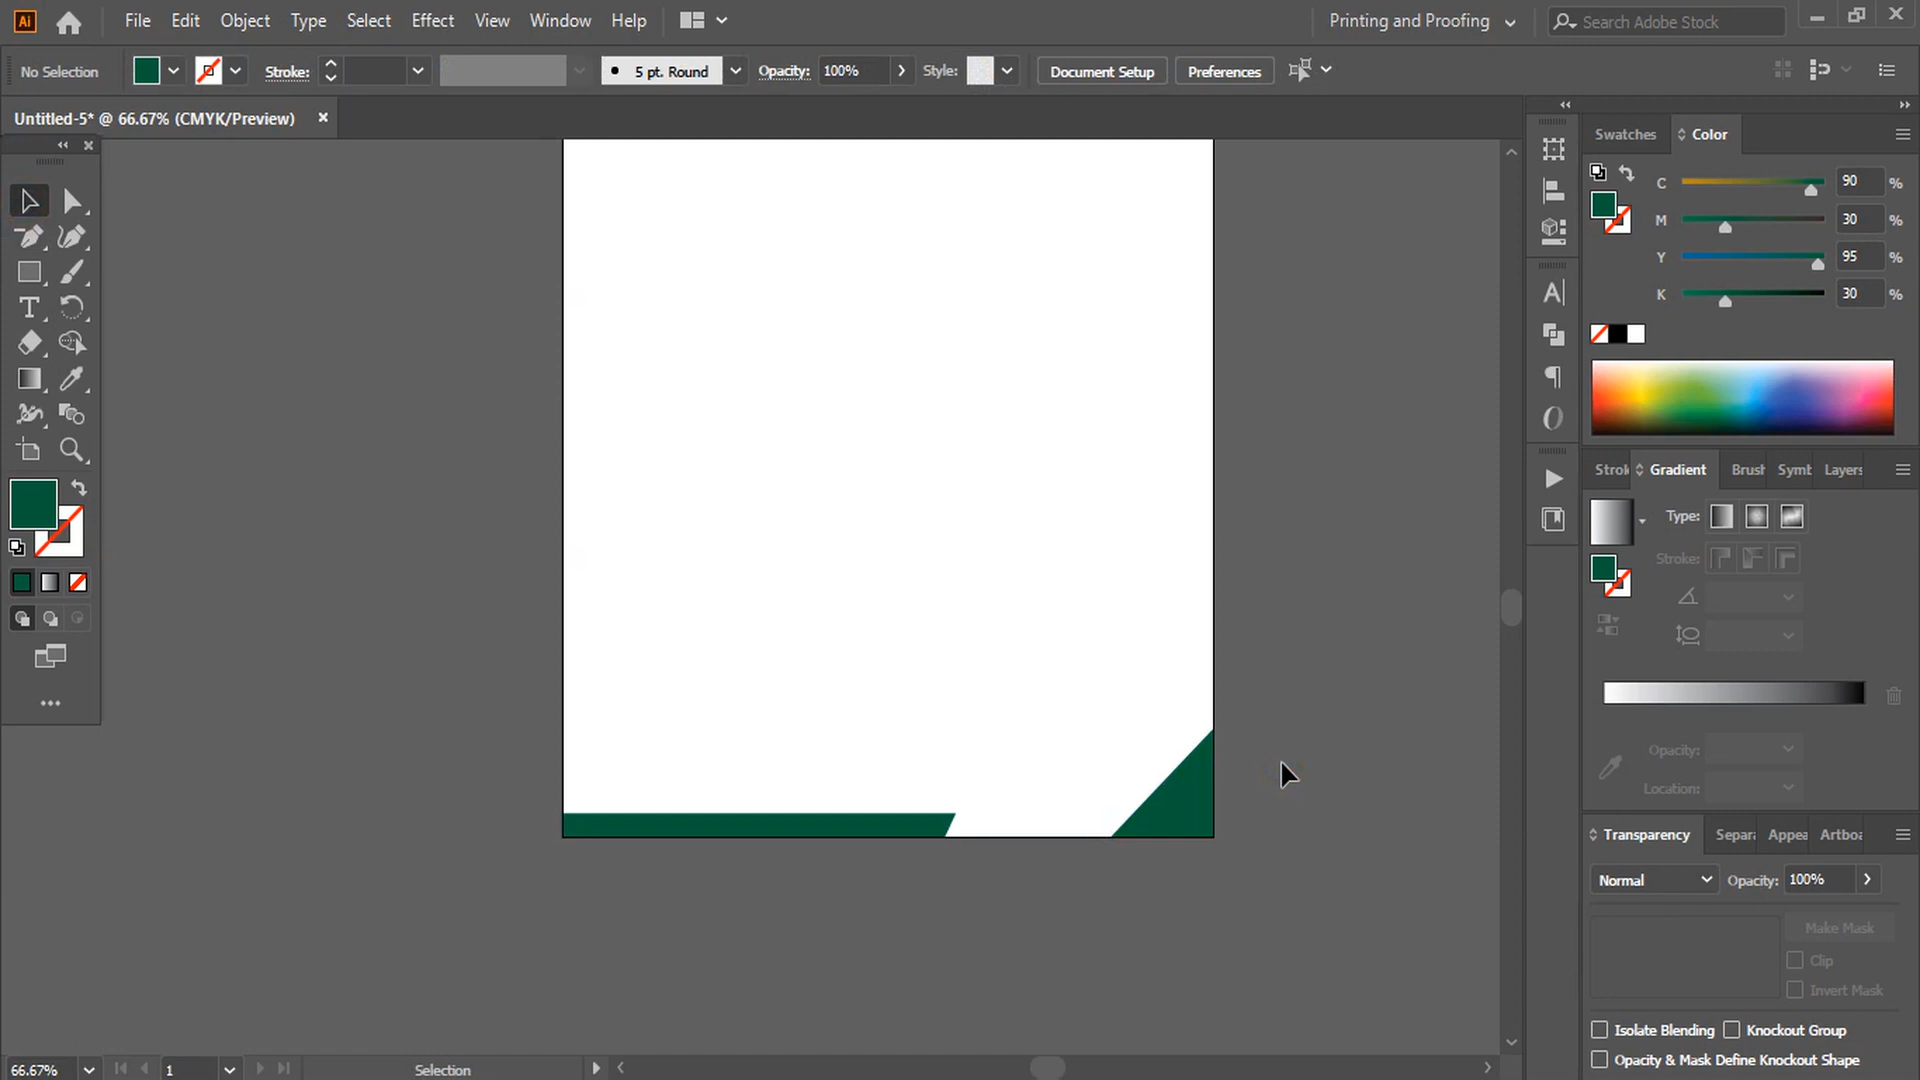 Ai File Edit Object Type Select Effect View Window Help Printing and Proofing Search Adobe Stock
No Selection Stroke: 5 pt. Round Opacity: 100% Style: Document Setup Preferences
Untitled-5* @ 66.67% (CMYK/Preview) ×
Swatches Color
C 90 %
M 30 %
Y 95 %
K 30 %
Strok Gradient Brush Symb Layers
Type:
Stroke:
Opacity:
Location:
Transparency Separa Appea Artboa
Normal Opacity: 100%
Make Mask
Clip
Invert Mask
Isolate Blending Knockout Group
Opacity & Mask Define Knockout Shape
66.67% 1 Selection